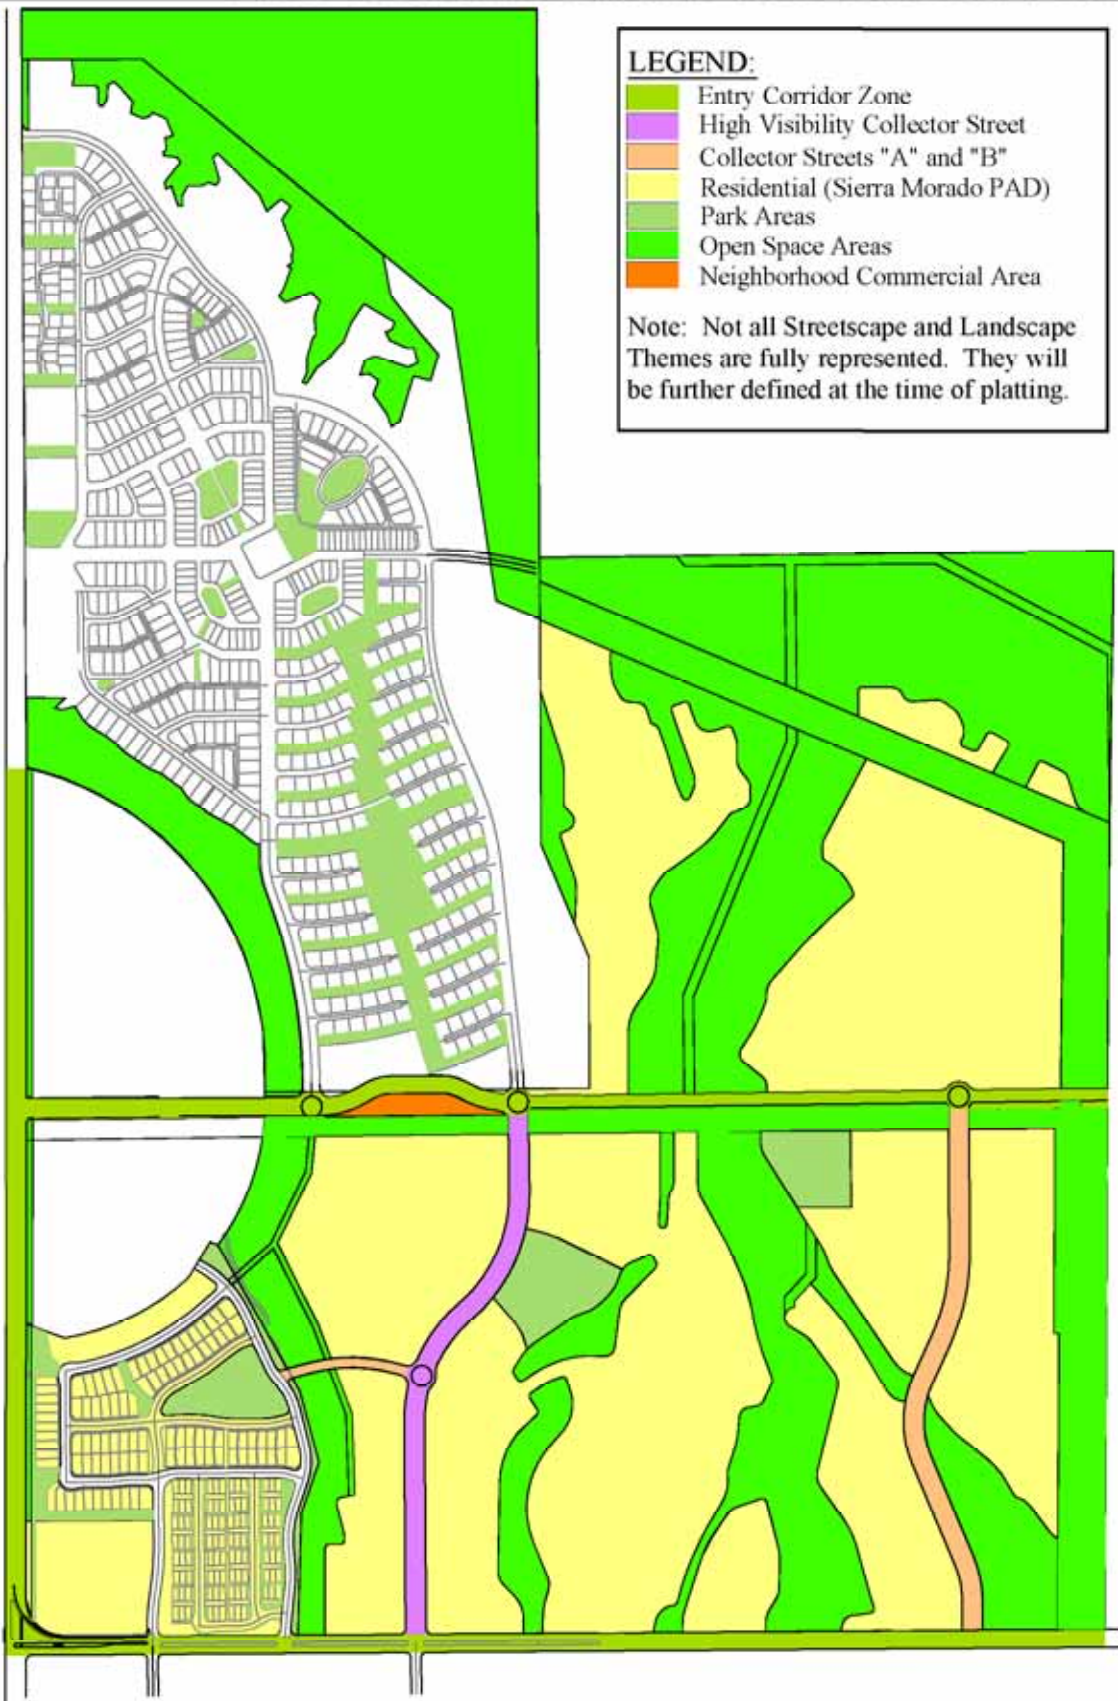 LEGEND:
Entry Corridor Zone
High Visibility Collector Street
Collector Streets "A" and "B"
Residential (Sierra Morado PAD)
Park Areas
Open Space Areas
Neighborhood Commercial Area
Note: Not all Streetscape and Landscape
Themes are fully represented. They will
be further defined at the time of platting.